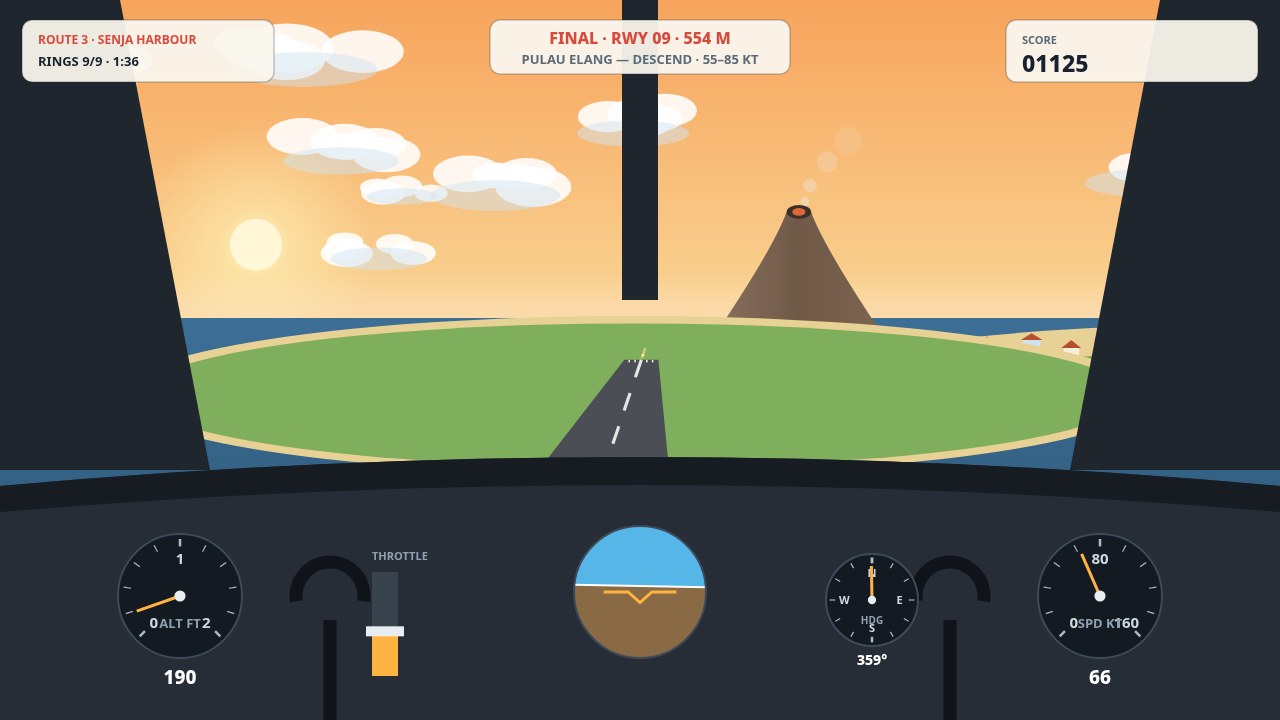 ROUTE 3 · SENJA HARBOUR
RINGS 9/9 · 1:36
FINAL · RWY 09 · 554 M
PULAU ELANG — DESCEND · 55–85 KT
SCORE
01125
THROTTLE
1
0 ALT FT 2
190
N
W E
HDG
S
359°
80
0 SPD KT 160
66